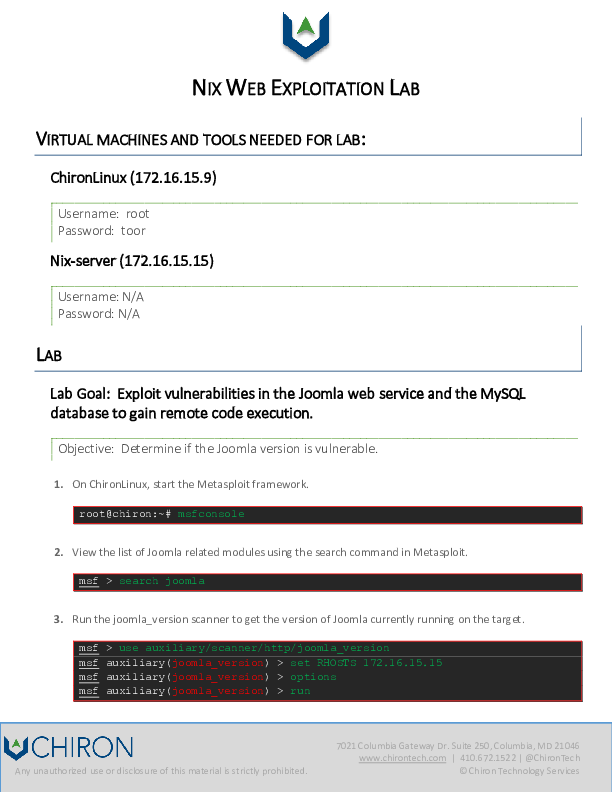 NIX WEB EXPLOITATION LAB
VIRTUAL MACHINES AND TOOLS NEEDED FOR LAB:
ChironLinux (172.16.15.9)
Username: root
Password: toor
Nix-server (172.16.15.15)
Username: N/A
Password: N/A
LAB
Lab Goal: Exploit vulnerabilities in the Joomla web service and the MySQL
database to gain remote code execution.
Objective: Determine if the Joomla version is vulnerable.
1. On ChironLinux, start the Metasploit framework.
root@chiron:~# msfconsole
2. View the list of Joomla related modules using the search command in Metasploit.
msf > search joomla
3. Run the joomla_version scanner to get the version of Joomla currently running on the target.
msf > use auxiliary/scanner/http/joomla_version
msf auxiliary(joomla_version) > set RHOSTS 172.16.15.15
msf auxiliary(joomla_version) > options
msf auxiliary(joomla_version) > run
CHIRON
Any unauthorized use or disclosure of this material is strictly prohibited.
7021 Columbia Gateway Dr. Suite 250, Columbia, MD 21046
www.chirontech.com | 410.672.1522 | @ChironTech
© Chiron Technology Services